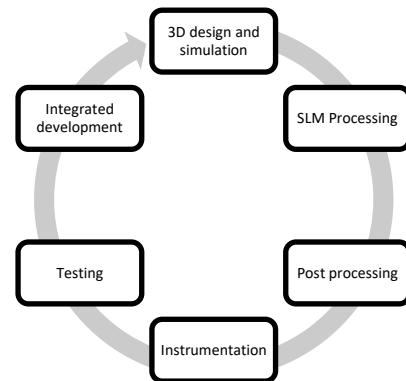 3D design and
simulation
SLM Processing
Post processing
Instrumentation
Testing
Integrated
development